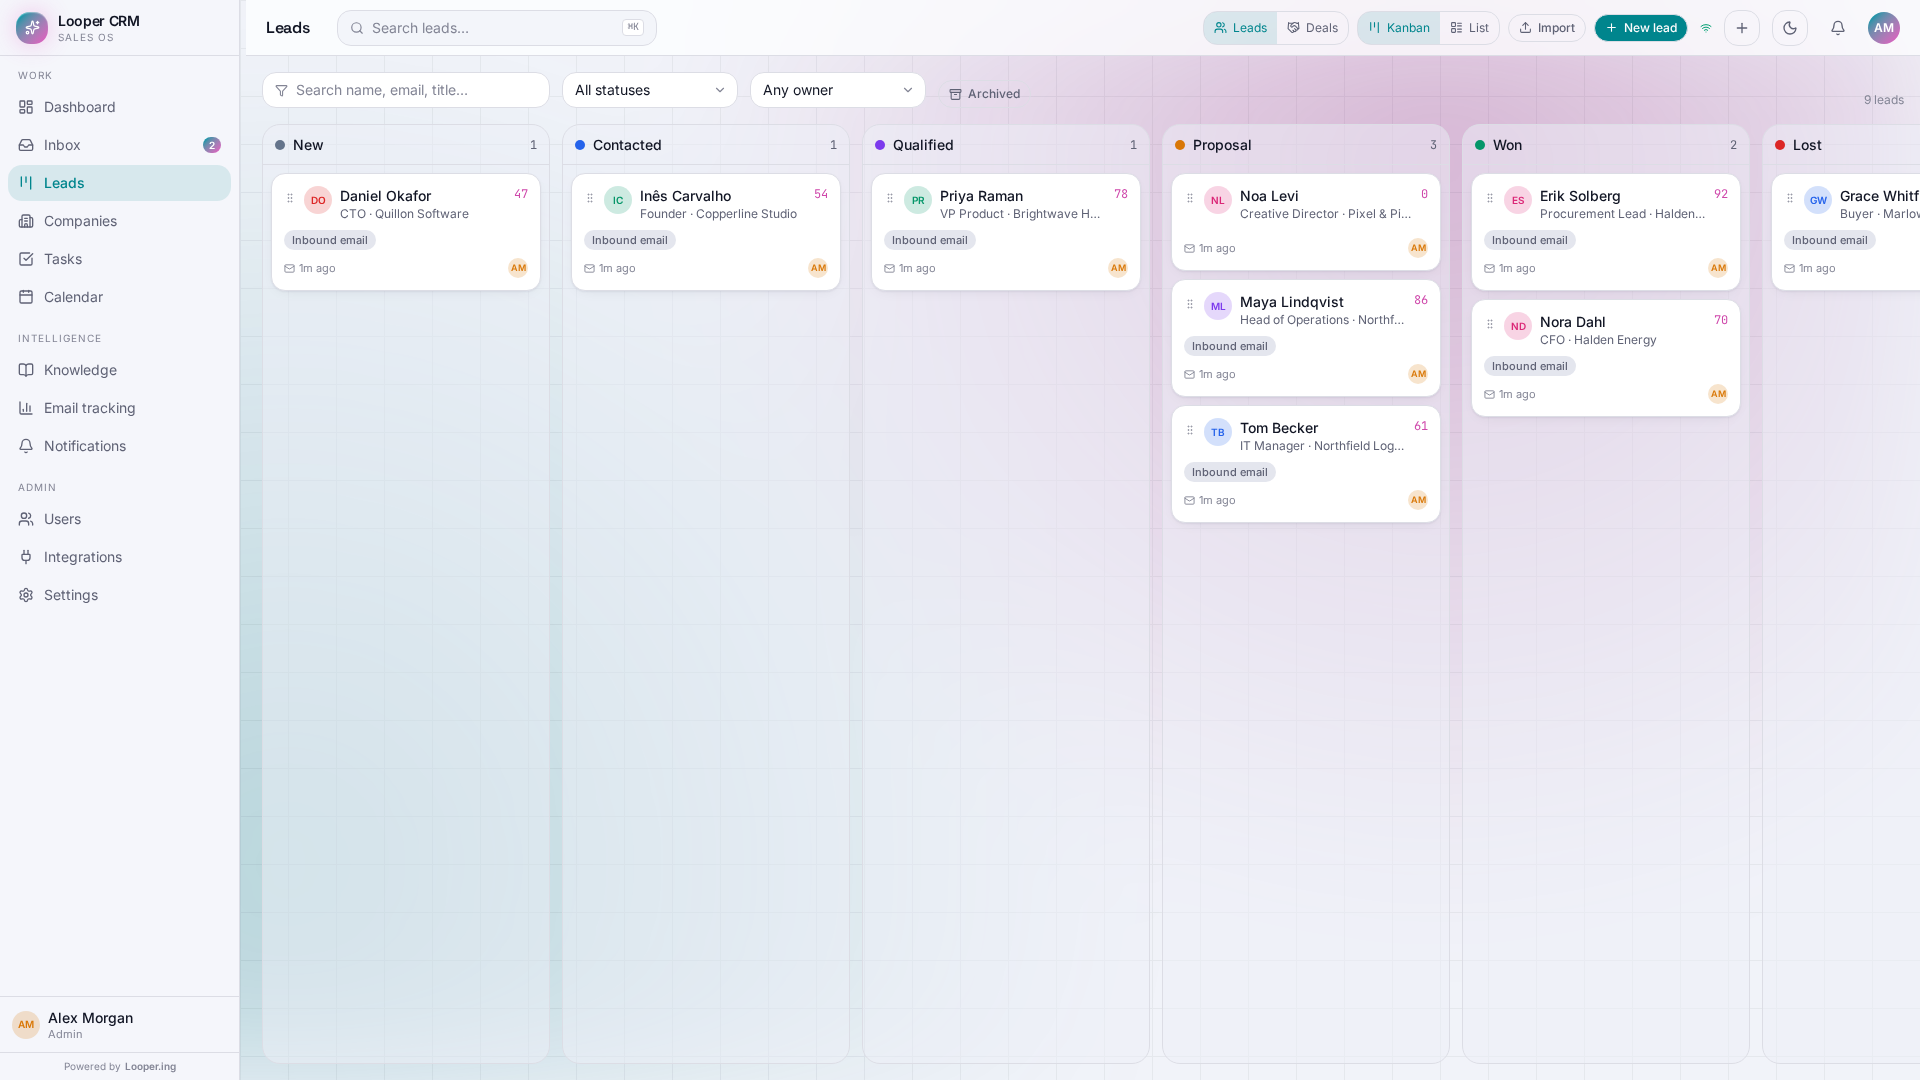 Looper CRM
SALES OS
WORK
Dashboard
Inbox
2
Leads
Companies
Tasks
Calendar
INTELLIGENCE
Knowledge
Email tracking
Notifications
ADMIN
Users
Integrations
Settings
AM
Alex Morgan
Admin
Powered by Looper.ing
Leads
Search leads...
⌘K
Leads
Deals
Kanban
List
Import
New lead
AM
Search name, email, title...
All statuses
Any owner
Archived
9 leads
New 1
DO
Daniel Okafor 47
CTO · Quillon Software
Inbound email
1m ago AM
Contacted 1
IC
Inês Carvalho 54
Founder · Copperline Studio
Inbound email
1m ago AM
Qualified 1
PR
Priya Raman 78
VP Product · Brightwave H...
Inbound email
1m ago AM
Proposal 3
NL
Noa Levi 0
Creative Director · Pixel & Pi...
1m ago AM
ML
Maya Lindqvist 86
Head of Operations · Northf...
Inbound email
1m ago AM
TB
Tom Becker 61
IT Manager · Northfield Log...
Inbound email
1m ago AM
Won 2
ES
Erik Solberg 92
Procurement Lead · Halden...
Inbound email
1m ago AM
ND
Nora Dahl 70
CFO · Halden Energy
Inbound email
1m ago AM
Lost
GW
Grace Whitf
Buyer · Marlow
Inbound email
1m ago